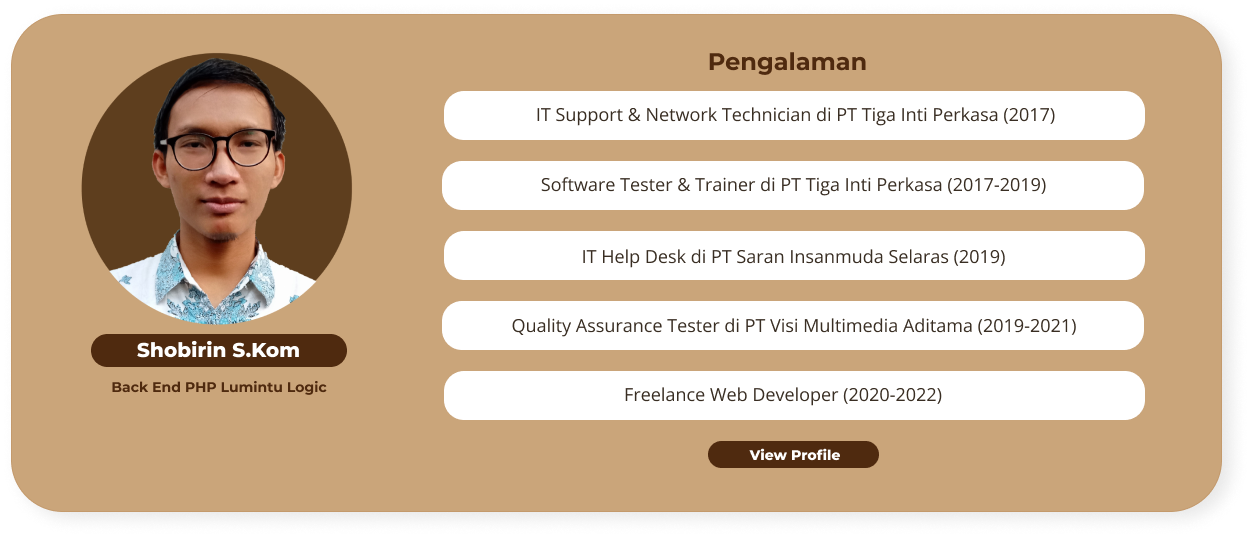 Pengalaman
IT Support & Network Technician di PT Tiga Inti Perkasa (2017)
Software Tester & Trainer di PT Tiga Inti Perkasa (2017-2019)
IT Help Desk di PT Saran Insanmuda Selaras (2019)
Quality Assurance Tester di PT Visi Multimedia Aditama (2019-2021)
Freelance Web Developer (2020-2022)
View Profile
Shobirin S.Kom
Back End PHP Lumintu Logic